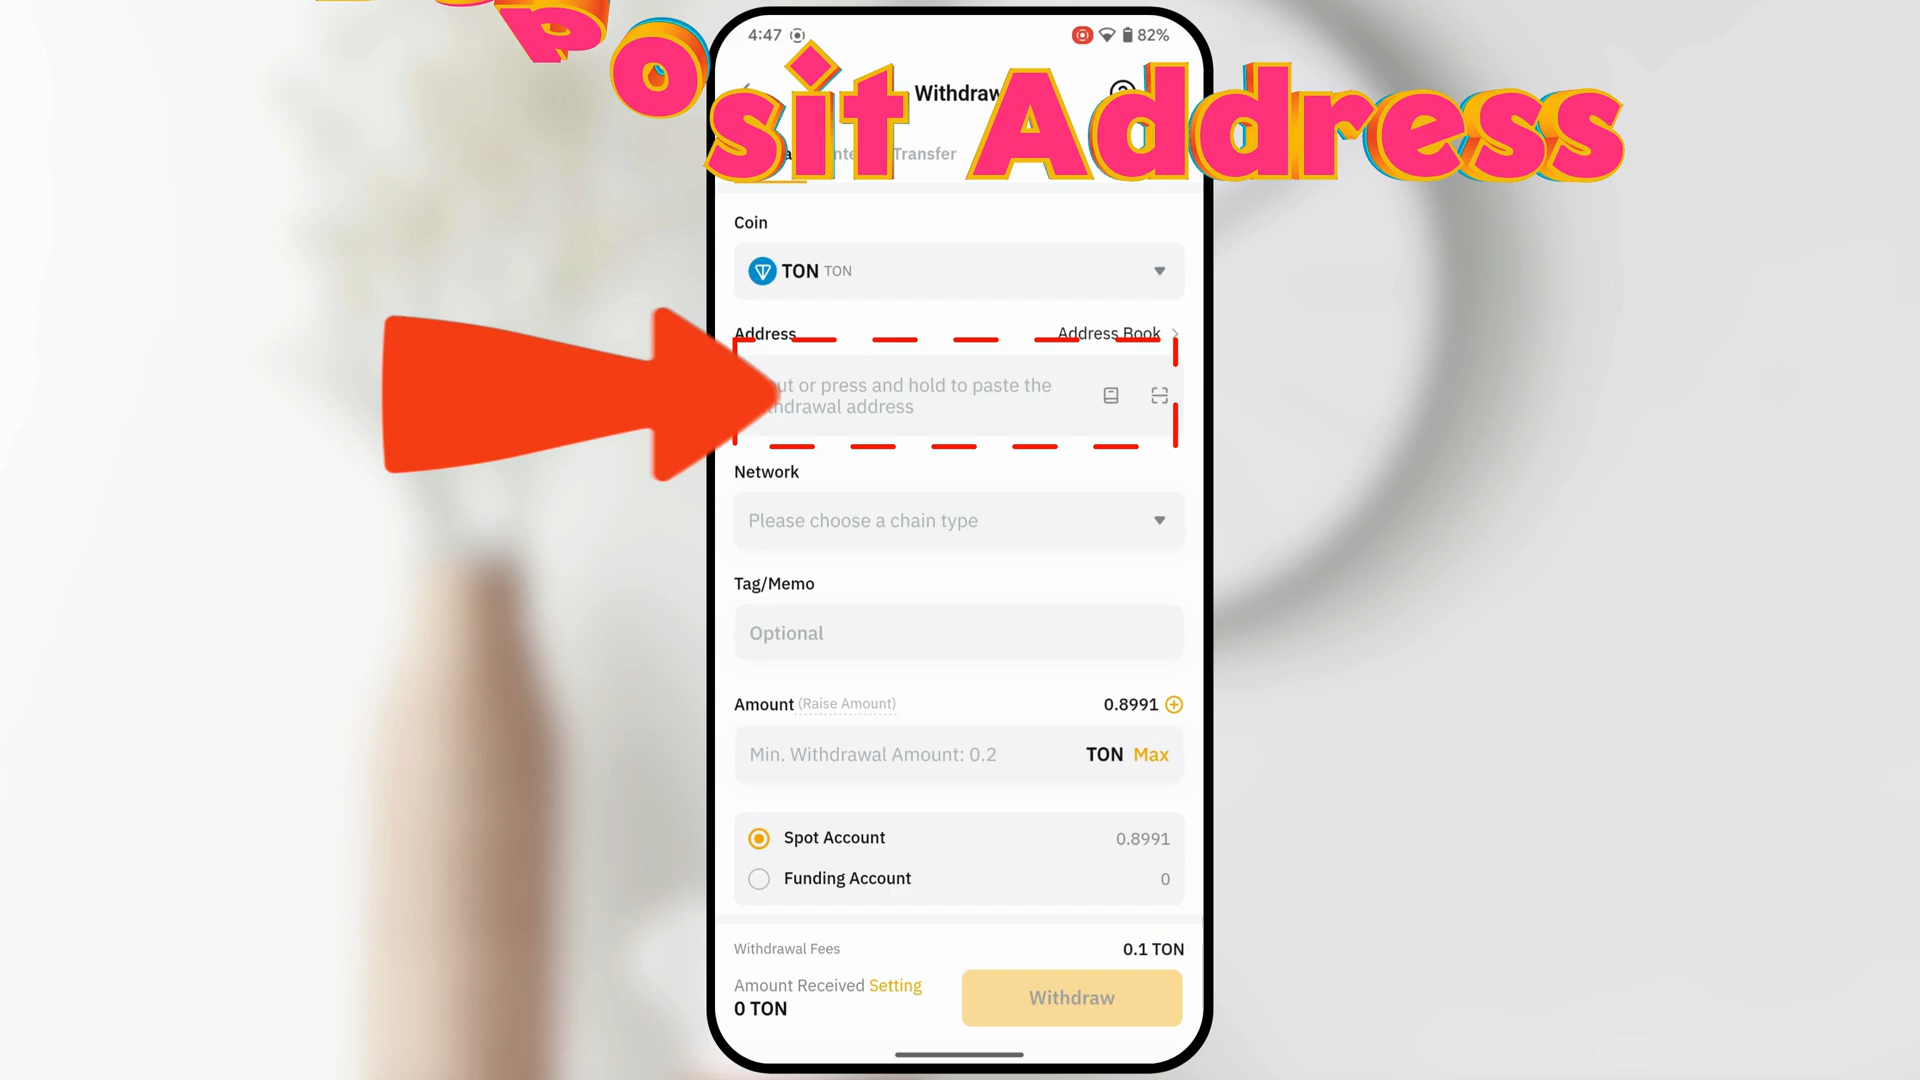 posit Address
4:47
82%
Withdraw
Transfer
Coin
TON TON
Address
Address Book
or press and hold to paste the
address
Network
Please choose a chain type
Tag/Memo
Optional
Amount (Raise Amount)
0.8991
Min. Withdrawal Amount: 0.2
TON Max
Spot Account
0.8991
Funding Account
0
Withdrawal Fees
0.1 TON
Amount Received Setting
0 TON
Withdraw